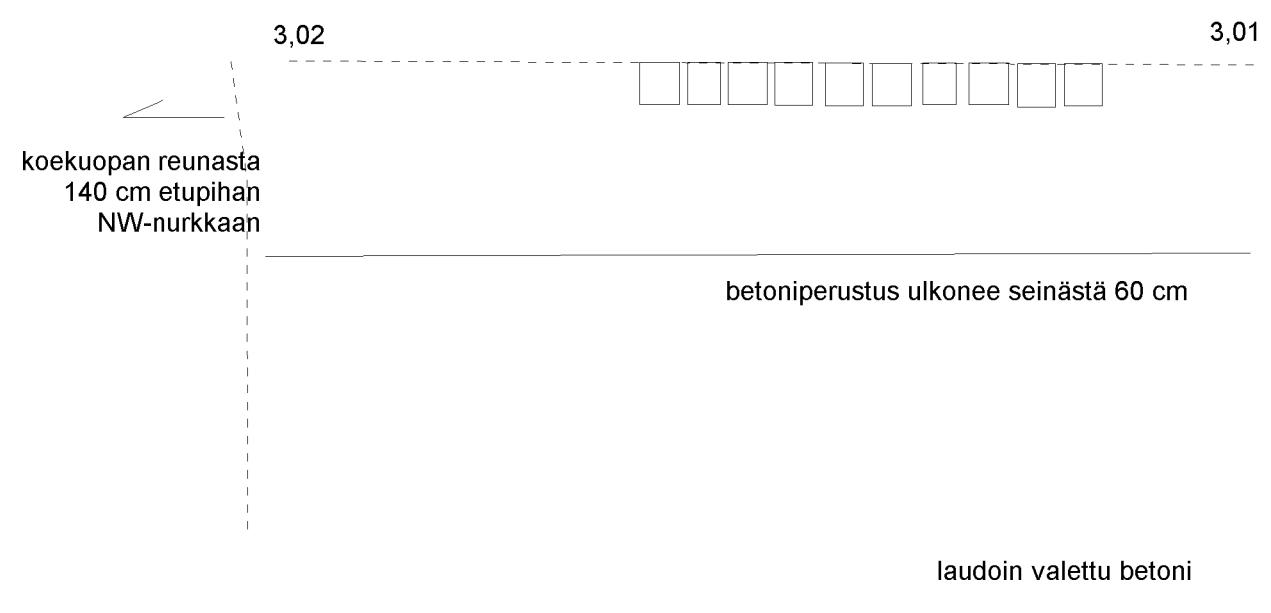 3,02
3,01
koekuopan reunasta
140 cm etupihan
NW-nurkkaan
betoniperustus ulkonee seinästä 60 cm
laudoin valettu betoni